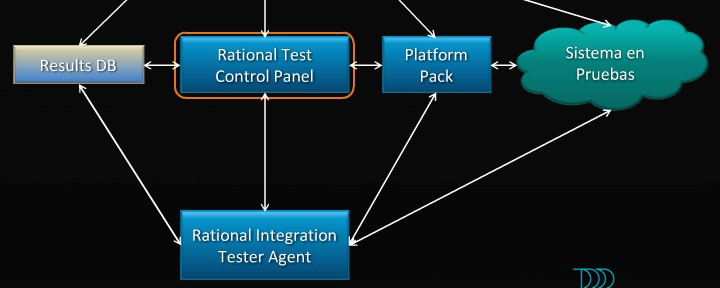 Results DB
Rational Test
Control Panel
Platform
Pack
Sistema en
Pruebas
Rational Integration
Tester Agent